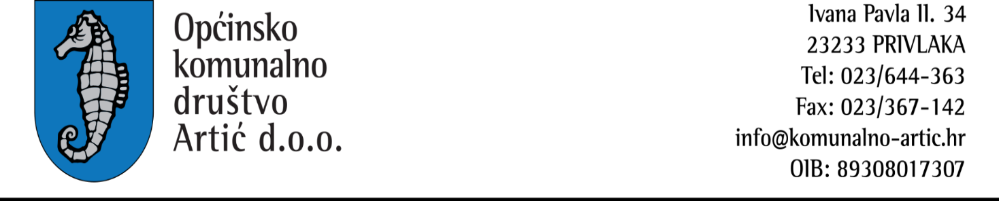 Općinsko
komunalno
društvo
Artić d.o.o.
Ivana Pavla II. 34
23233 PRIVLAKA
Tel: 023/644-363
Fax: 023/367-142
info@komunalno-artic.hr
OIB: 89308017307